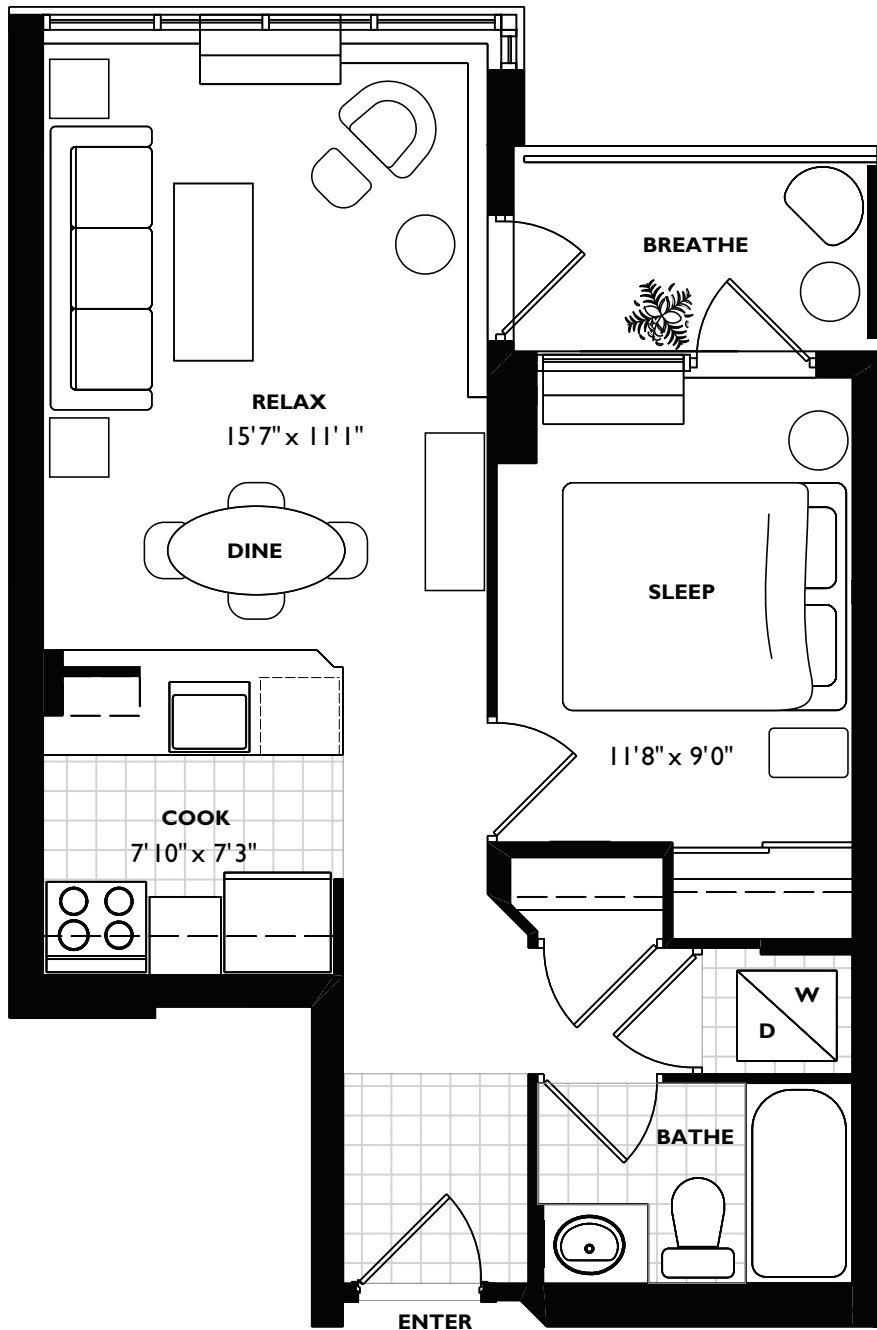 BREATHE
RELAX
15'7" x 11'1"
DINE
SLEEP
11'8" x 9'0"
COOK
7'10" x 7'3"
W
D
BATHE
ENTER